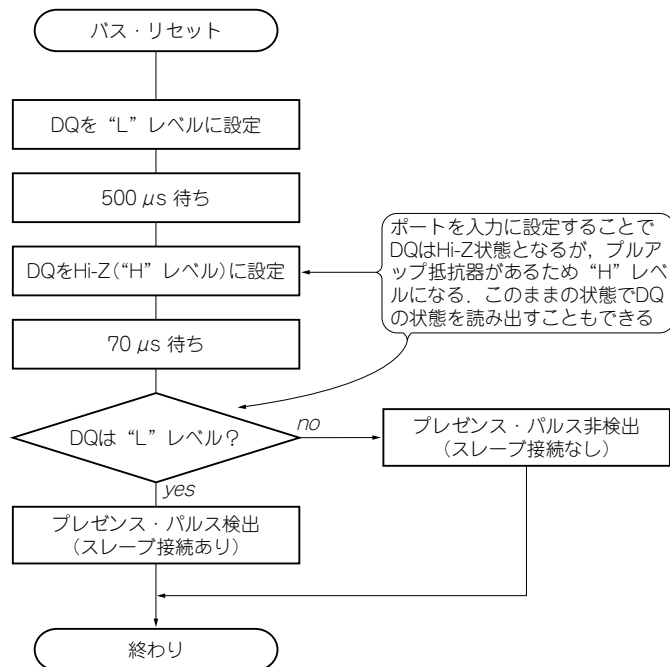 バス・リセット
DQを“L”レベルに設定
500 μs 待ち
DQをHi-Z(“H”レベル)に設定
ポートを入力に設定することで
DQはHi-Z状態となるが，プルア
ップ抵抗器があるため“H”レベ
ルになる．このままの状態でDQ
の状態を読み出すこともできる
70 μs 待ち
DQは“L”レベル？
no
プレゼンス・パルス非検出
（スレーブ接続なし）
yes
プレゼンス・パルス検出
（スレーブ接続あり）
終わり